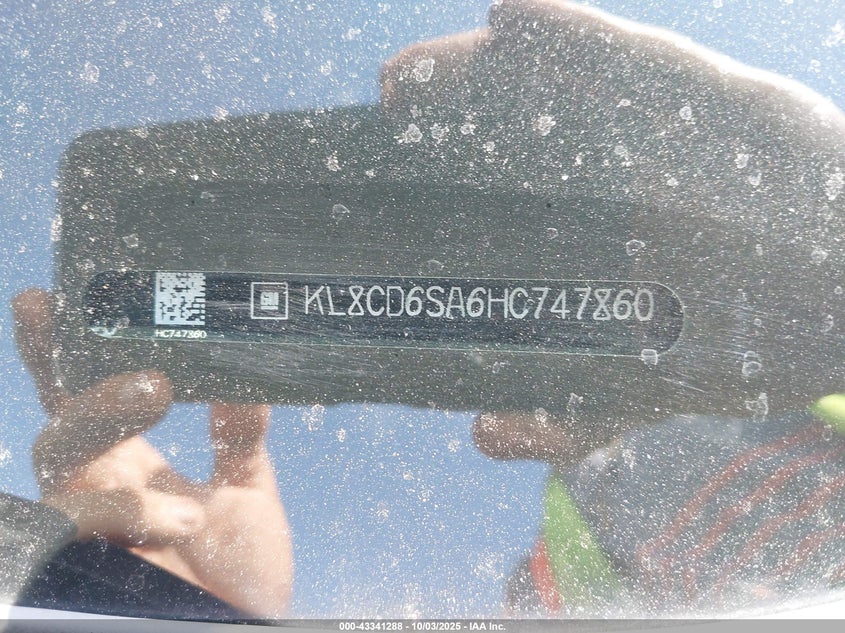 GM KL8CD6SA6HC747860
HC747860
000-43341288 - 10/03/2025 - IAA Inc.